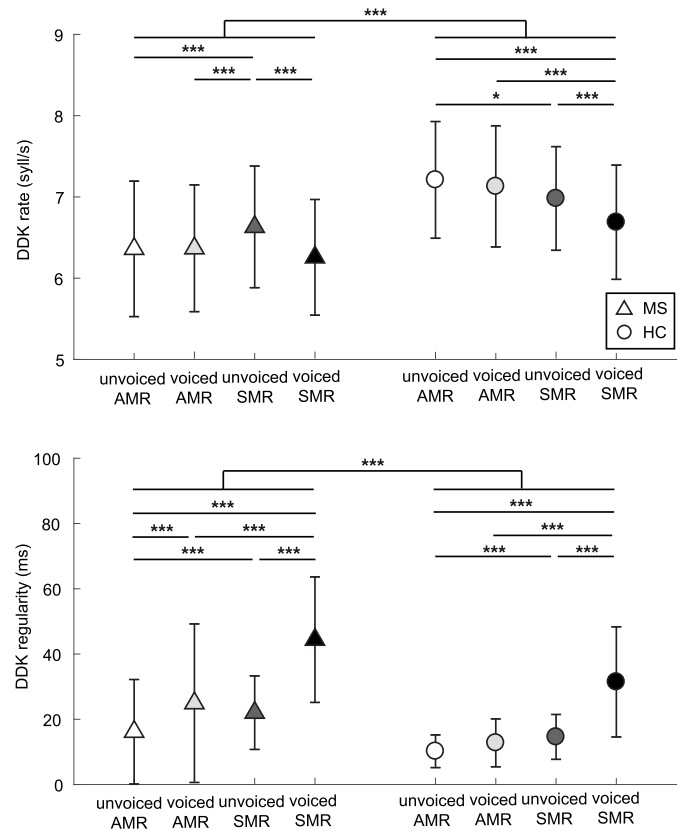 ***
9
***
***
***
***
***
***
*
***
8
7
6
5
DDK rate (syll/s)
MS
HC
unvoiced AMR
voiced AMR
unvoiced SMR
voiced SMR
unvoiced AMR
voiced AMR
unvoiced SMR
voiced SMR
100
***
***
***
80
***
***
***
***
***
***
***
60
40
20
0
DDK regularity (ms)
unvoiced AMR
voiced AMR
unvoiced SMR
voiced SMR
unvoiced AMR
voiced AMR
unvoiced SMR
voiced SMR